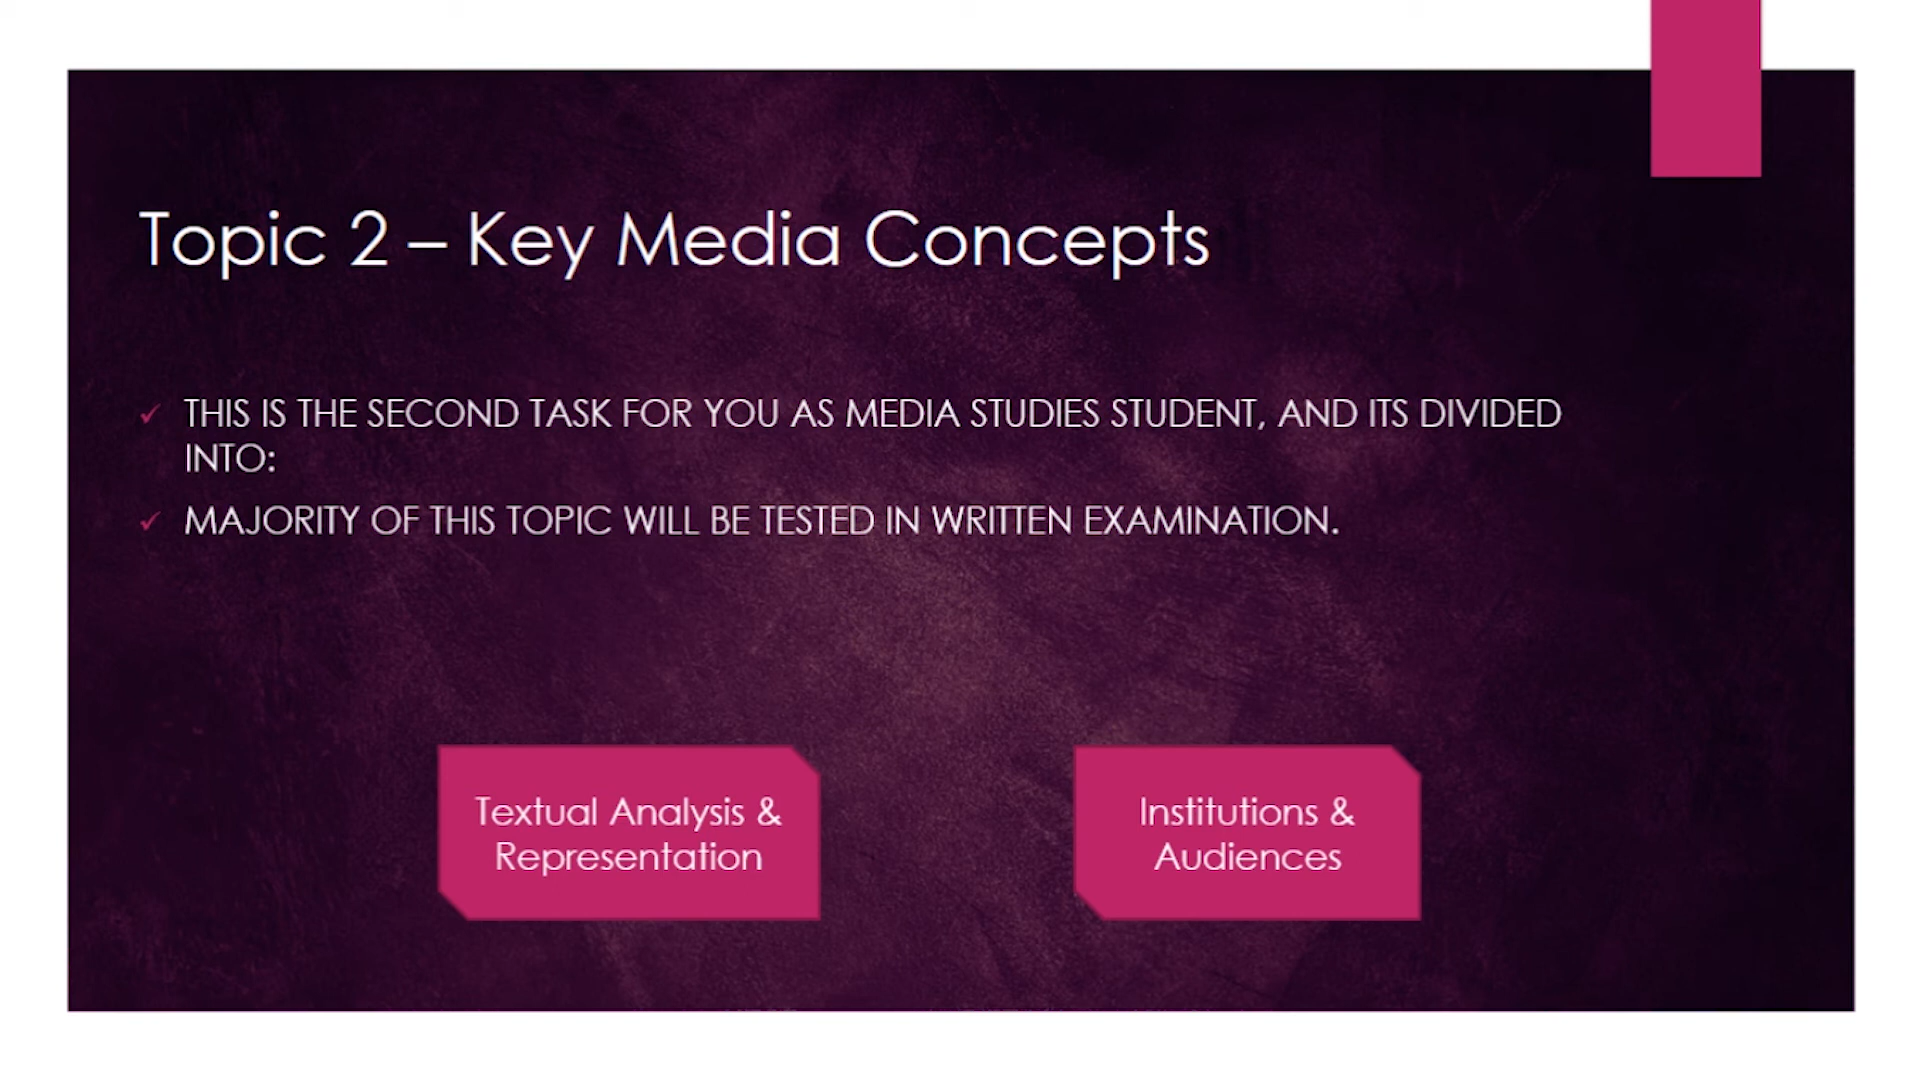 Topic 2 – Key Media Concepts
THIS IS THE SECOND TASK FOR YOU AS MEDIA STUDIES STUDENT, AND ITS DIVIDED
INTO:
MAJORITY OF THIS TOPIC WILL BE TESTED IN WRITTEN EXAMINATION.
Textual Analysis &
Representation
Institutions &
Audiences